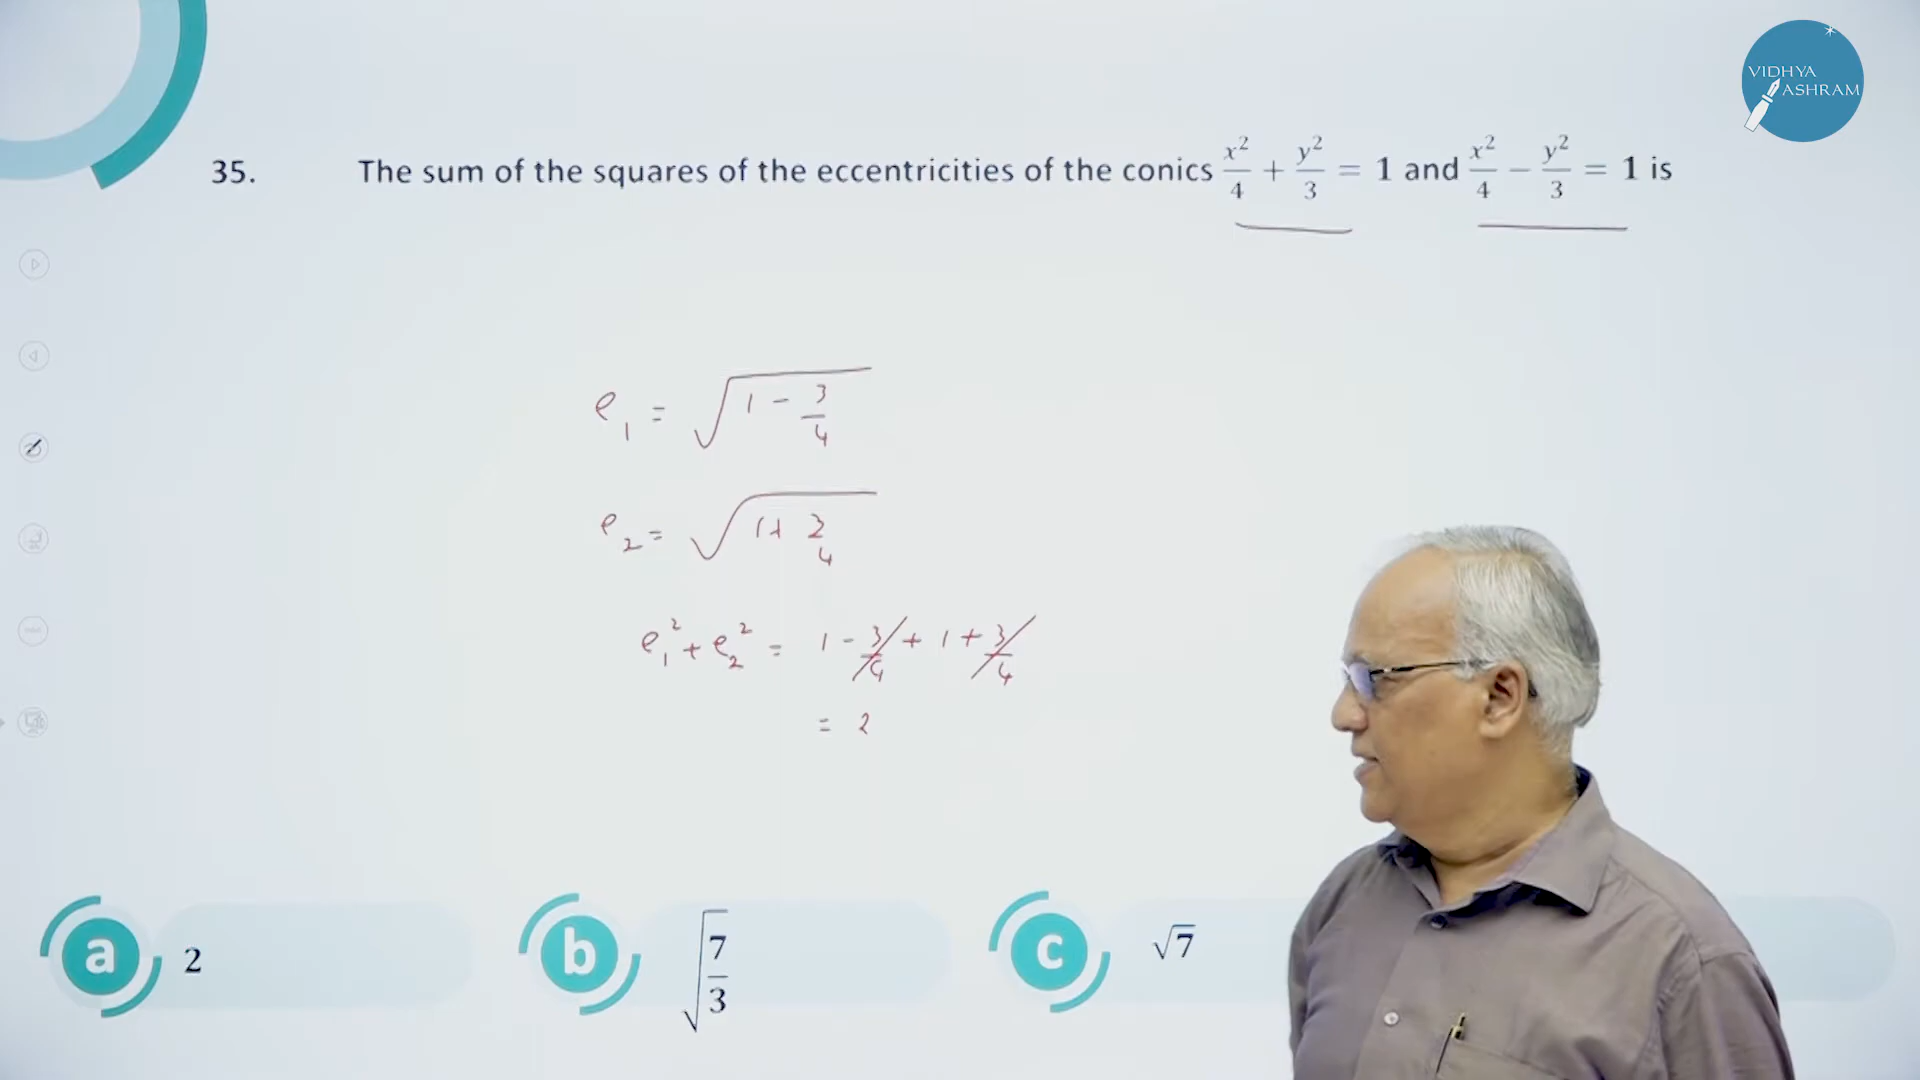 VIDHYA
ASHRAM
35. The sum of the squares of the eccentricities of the conics x²/4 + y²/3 = 1 and x²/4 − y²/3 = 1 is
e₁ = √(1 − 3/4)
e₂ = √(1 + 3/4)
e₁² + e₂² = 1 − 3/4 + 1 + 3/4
= 2
a 2
b √(7/3)
c √7